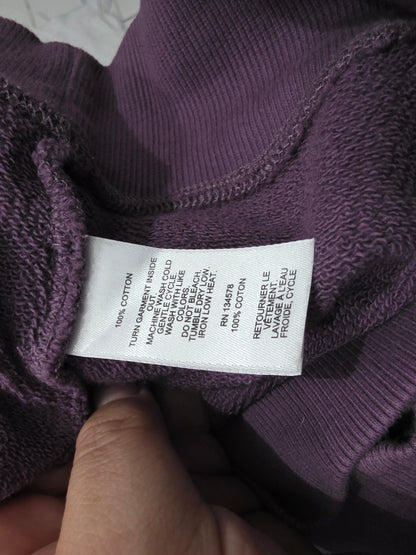 100% COTTON
TURN GARMENT INSIDE
OUT.
MACHINE WASH COLD
GENTLE CYCLE.
WASH WITH LIKE
COLORS.
DO NOT BLEACH.
TUMBLE DRY LOW.
IRON LOW HEAT.
RN 134578
100% COTON
RETOURNER LE
VÊTEMENT.
LAVAGE À L'EAU
FROIDE, CYCLE